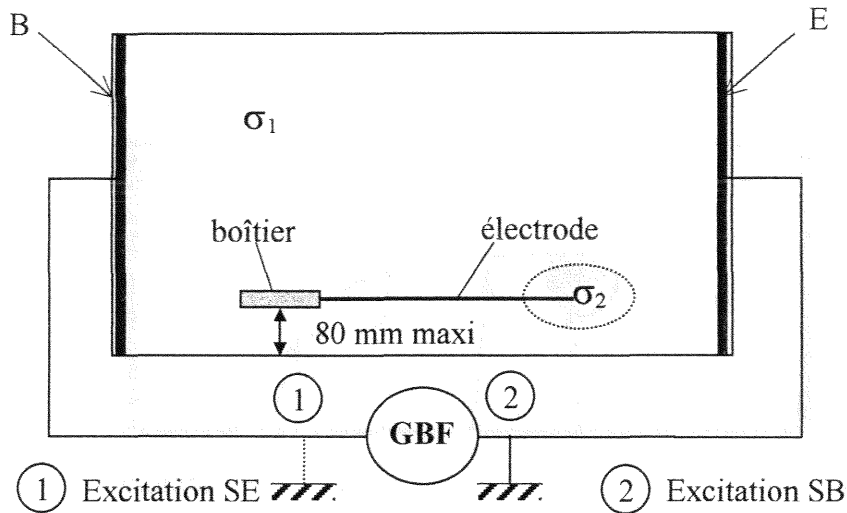 B
E
σ₁
boîtier
électrode
σ₂
80 mm maxi
1
2
GBF
1 Excitation SE
2 Excitation SB